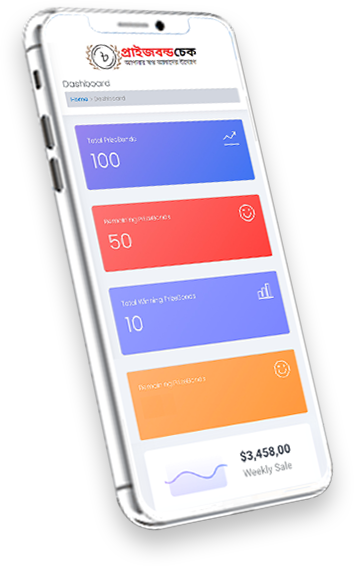 প্রাইজবন্ডচেক
Dashboard
Home > Dashboard
Total PrizeBonds
100
Remaining PrizeBonds
50
Total Winning PrizeBonds
10
Remaining PrizeBonds
$3,458,00
Weekly Sale